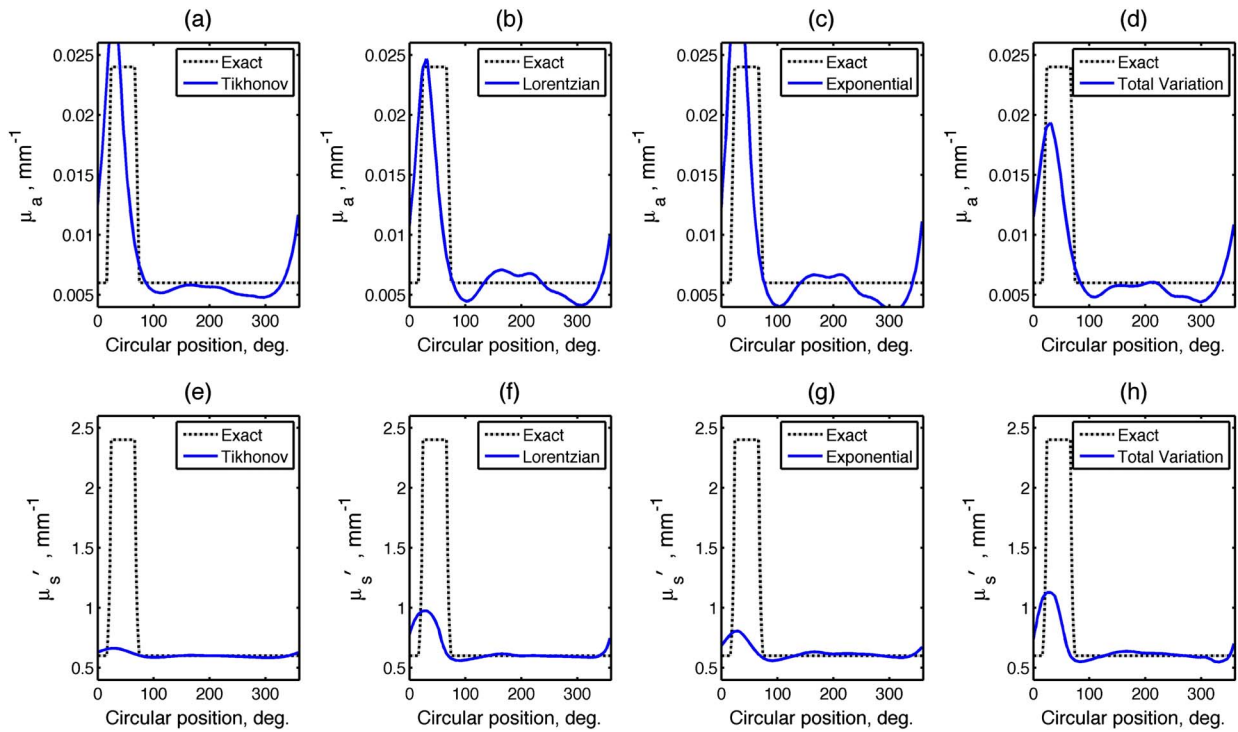 (a)
0.025
0.02
0.015
0.01
0.005
μa , mm-1
Exact
Tikhonov
0 100 200 300
Circular position, deg.
(b)
0.025
0.02
0.015
0.01
0.005
μa , mm-1
Exact
Lorentzian
0 100 200 300
Circular position, deg.
(c)
0.025
0.02
0.015
0.01
0.005
μa , mm-1
Exact
Exponential
0 100 200 300
Circular position, deg.
(d)
0.025
0.02
0.015
0.01
0.005
μa , mm-1
Exact
Total Variation
0 100 200 300
Circular position, deg.
(e)
2.5
2
1.5
1
0.5
μs′ , mm-1
Exact
Tikhonov
0 100 200 300
Circular position, deg.
(f)
2.5
2
1.5
1
0.5
μs′ , mm-1
Exact
Lorentzian
0 100 200 300
Circular position, deg.
(g)
2.5
2
1.5
1
0.5
μs′ , mm-1
Exact
Exponential
0 100 200 300
Circular position, deg.
(h)
2.5
2
1.5
1
0.5
μs′ , mm-1
Exact
Total Variation
0 100 200 300
Circular position, deg.